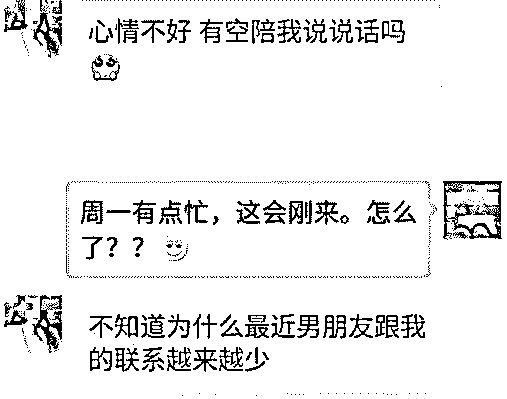 心情不好 有空陪我说说话吗
周一有点忙，这会刚来。怎么
了？？
不知道为什么最近男朋友跟我
的联系越来越少